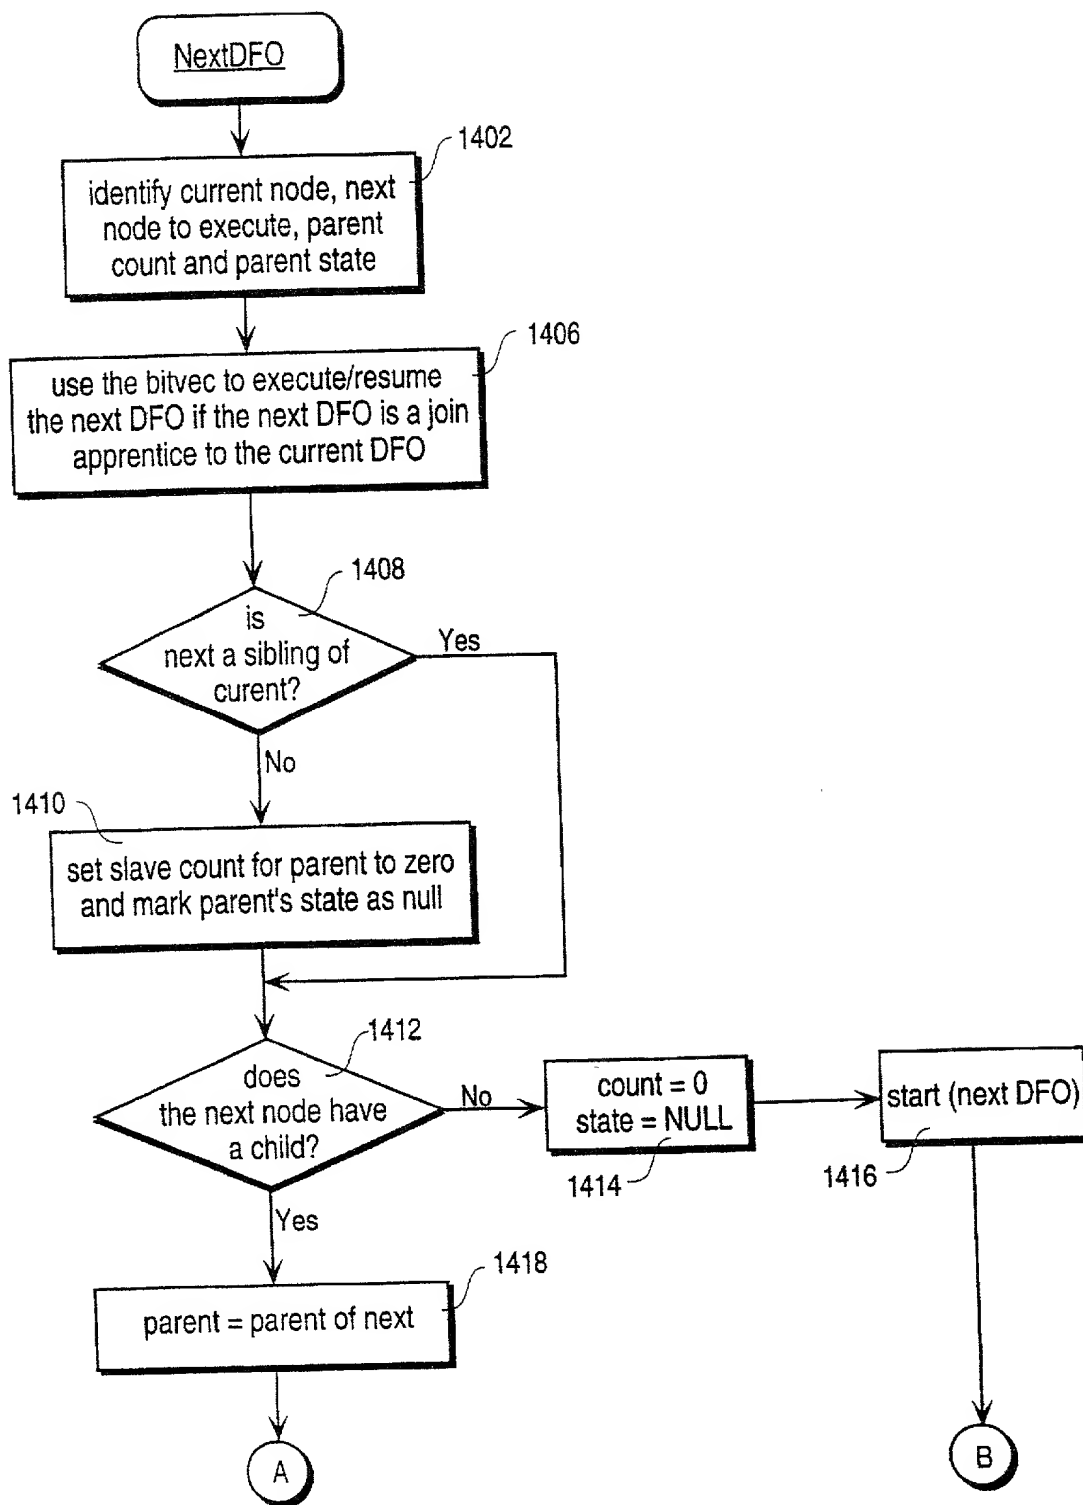 NextDFO
1402
identify current node, next
node to execute, parent
count and parent state
1406
use the bitvec to execute/resume
the next DFO if the next DFO is a join
apprentice to the current DFO
1408
is
next a sibling of
curent?
Yes
No
1410
set slave count for parent to zero
and mark parent's state as null
1412
does
the next node have
a child?
No
count = 0
state = NULL
1414
start (next DFO)
1416
Yes
1418
parent = parent of next
A
B